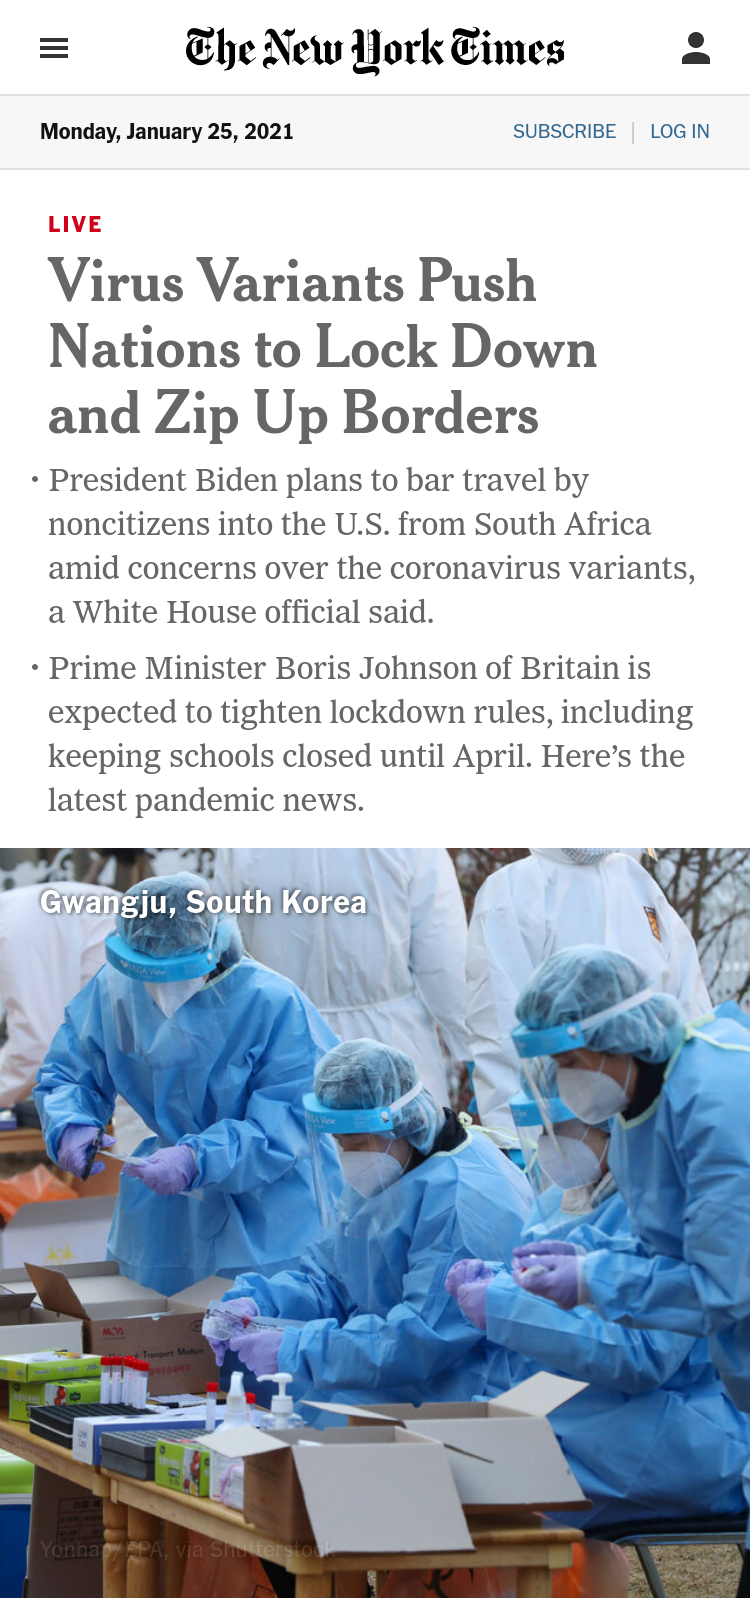 The New York Times
Monday, January 25, 2021
SUBSCRIBE
LOG IN
LIVE
Virus Variants Push
Nations to Lock Down
and Zip Up Borders
• President Biden plans to bar travel by
noncitizens into the U.S. from South Africa
amid concerns over the coronavirus variants,
a White House official said.
• Prime Minister Boris Johnson of Britain is
expected to tighten lockdown rules, including
keeping schools closed until April. Here’s the
latest pandemic news.
Gwangju, South Korea
Transport Medium
Yonhap/EPA, via Shutterstock